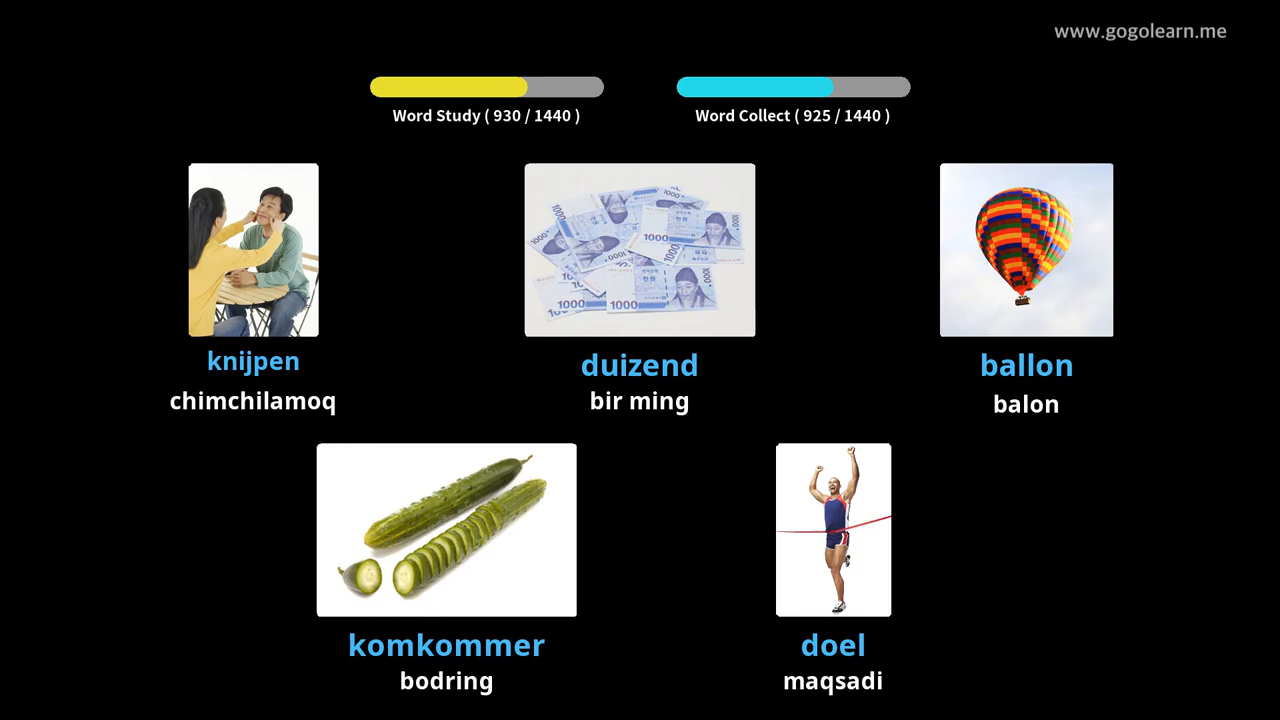 www.gogolearn.me
Word Study ( 930 / 1440 )
Word Collect ( 925 / 1440 )
knijpen
chimchilamoq
duizend
bir ming
ballon
balon
komkommer
bodring
doel
maqsadi